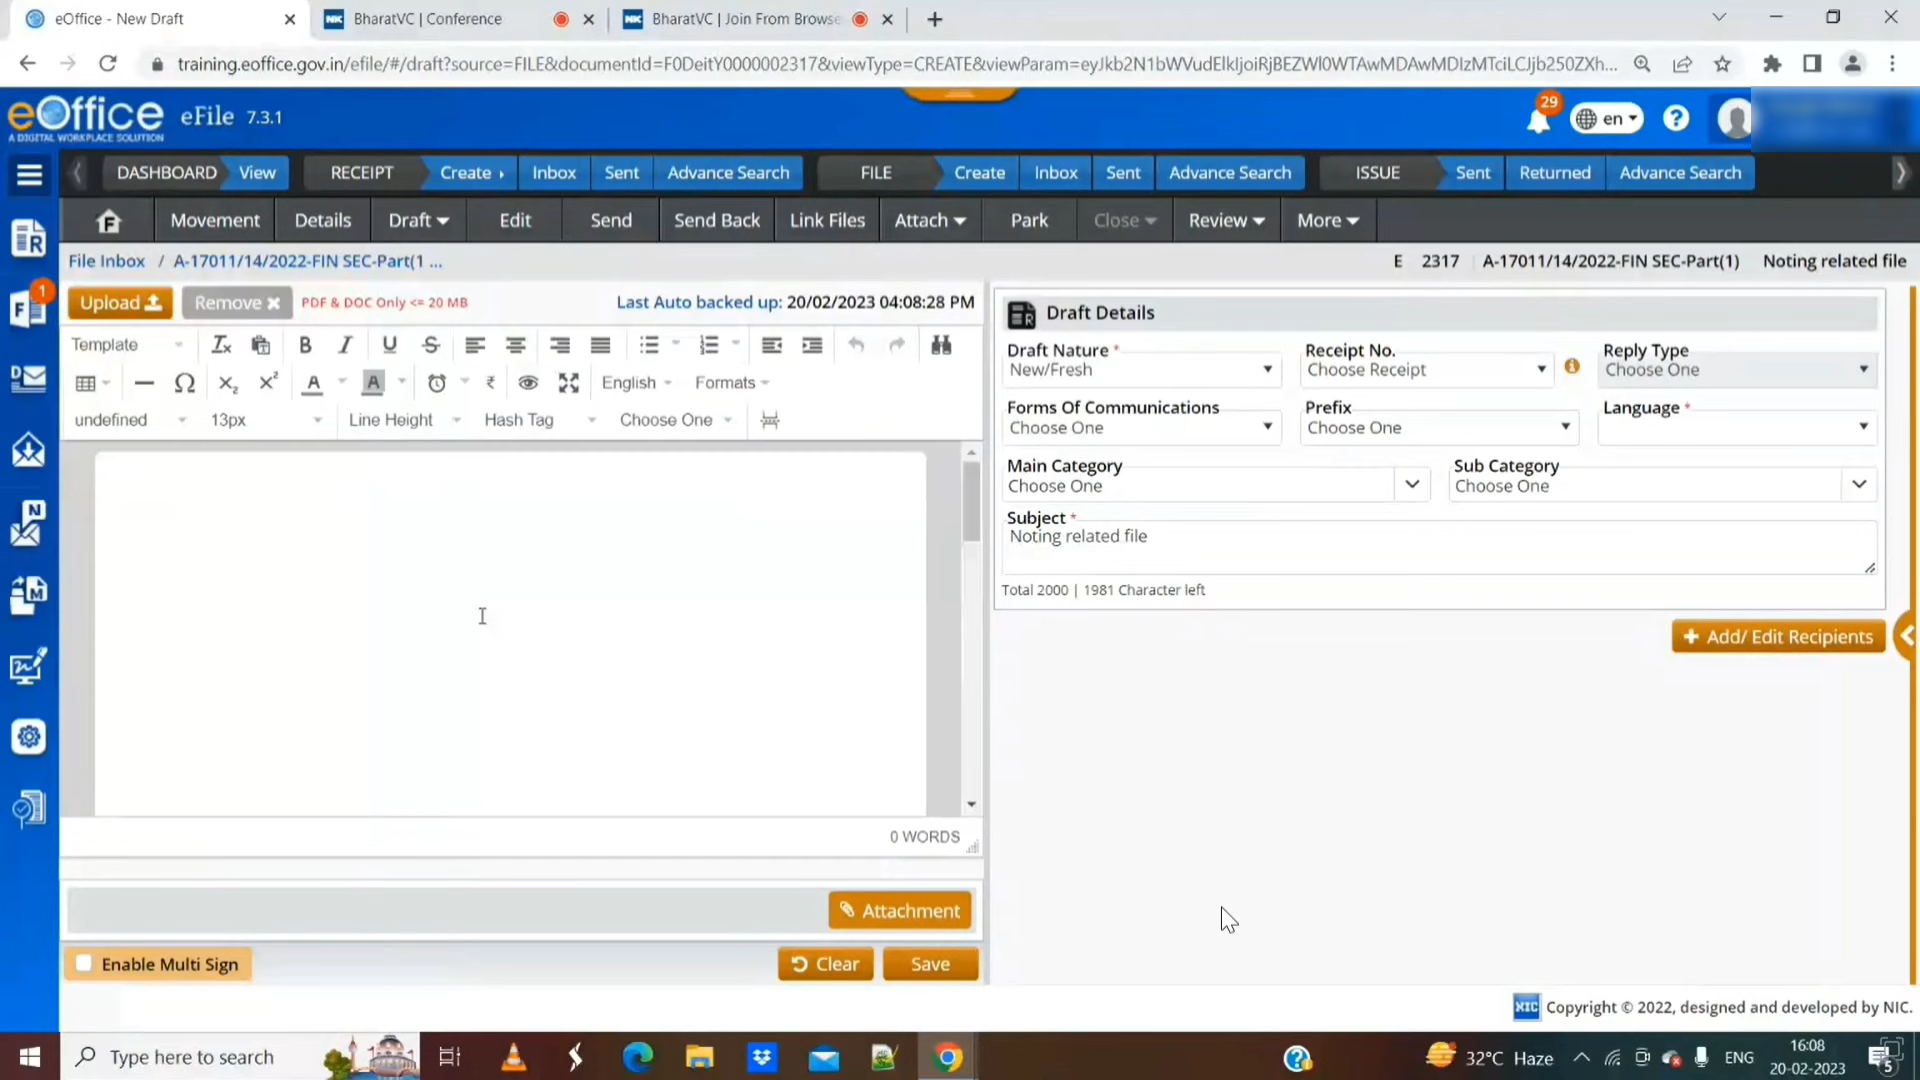 eOffice - New Draft
BharatVC | Conference
BharatVC | Join From Browse
training.eoffice.gov.in/efile/#/draft?source=FILE&documentId=F0DeitY0000002317&viewType=CREATE&viewParam=
eOffice
A DIGITAL WORKPLACE SOLUTION
eFile 7.3.1
29
en
DASHBOARD View RECEIPT Create Inbox Sent Advance Search FILE Create Inbox Sent Advance Search ISSUE Sent Returned Advance Search
Movement Details Draft Edit Send Send Back Link Files Attach Park Close Review More
File Inbox / A-17011/14/2022-FIN SEC-Part(1 ...
E 2317 A-17011/14/2022-FIN SEC-Part(1) Noting related file
1
Upload Remove PDF & DOC Only <= 20 MB Last Auto backed up: 20/02/2023 04:08:28 PM
Template
English Formats
undefined 13px Line Height Hash Tag Choose One
0 WORDS
Attachment
Enable Multi Sign Clear Save
Draft Details
Draft Nature * Receipt No. Reply Type
New/Fresh Choose Receipt Choose One
Forms Of Communications Prefix Language *
Choose One Choose One
Main Category Sub Category
Choose One Choose One
Subject *
Noting related file
Total 2000 | 1981 Character left
+ Add/ Edit Recipients
NIC Copyright © 2022, designed and developed by NIC.
Type here to search
32°C Haze
ENG
16:08
20-02-2023
5